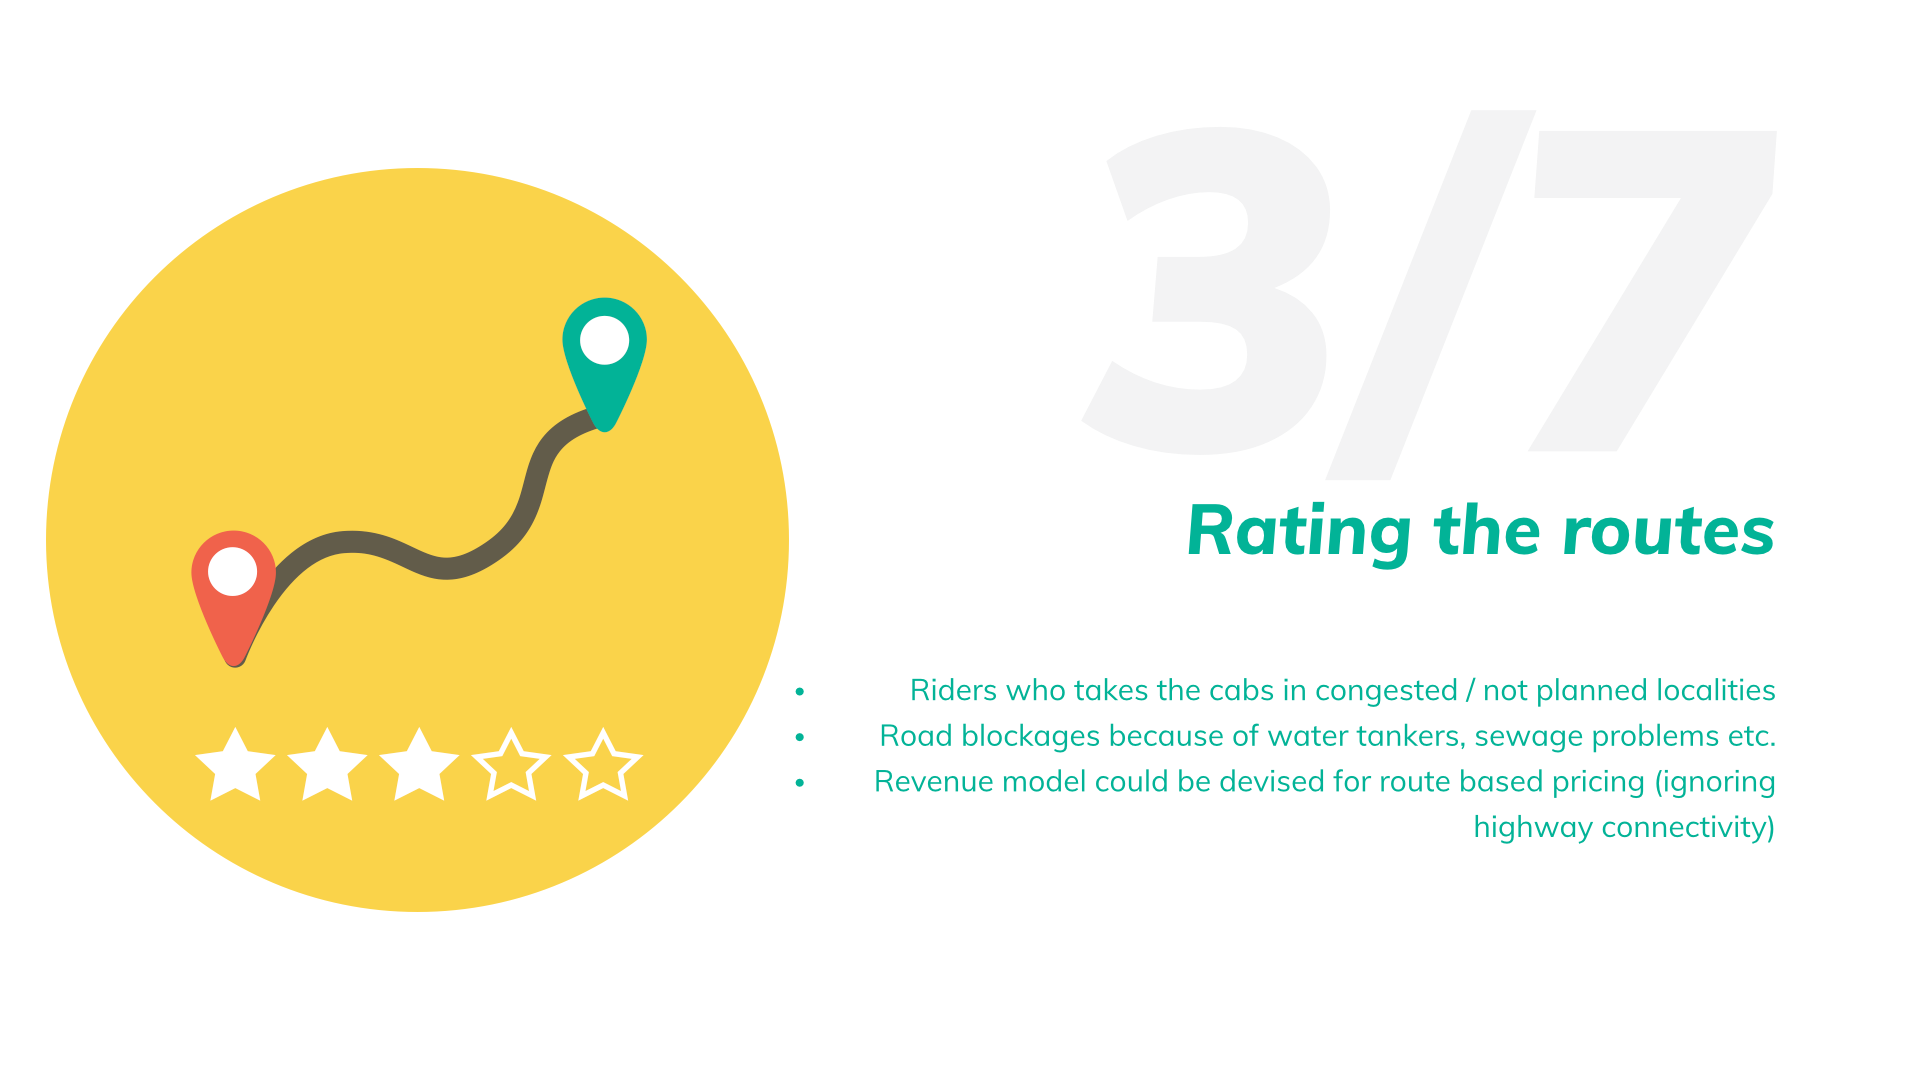 3/7
Rating the routes
• Riders who takes the cabs in congested / not planned localities
• Road blockages because of water tankers, sewage problems etc.
• Revenue model could be devised for route based pricing (ignoring
highway connectivity)